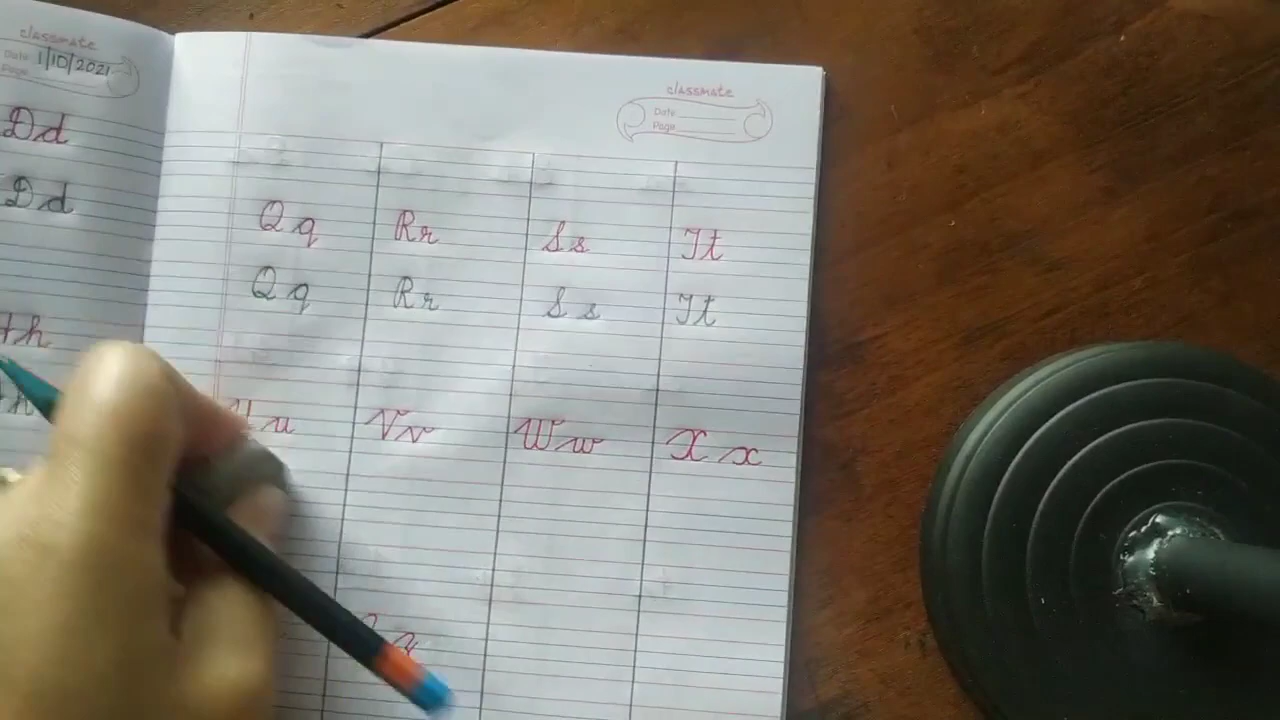 classmate
Date 1/10/2021
Page
Dd
Dd
h
classmate
Date
Page
Qq Rr Ss Tt
Qq Rr Ss Tt
u Vv Ww Xx
z